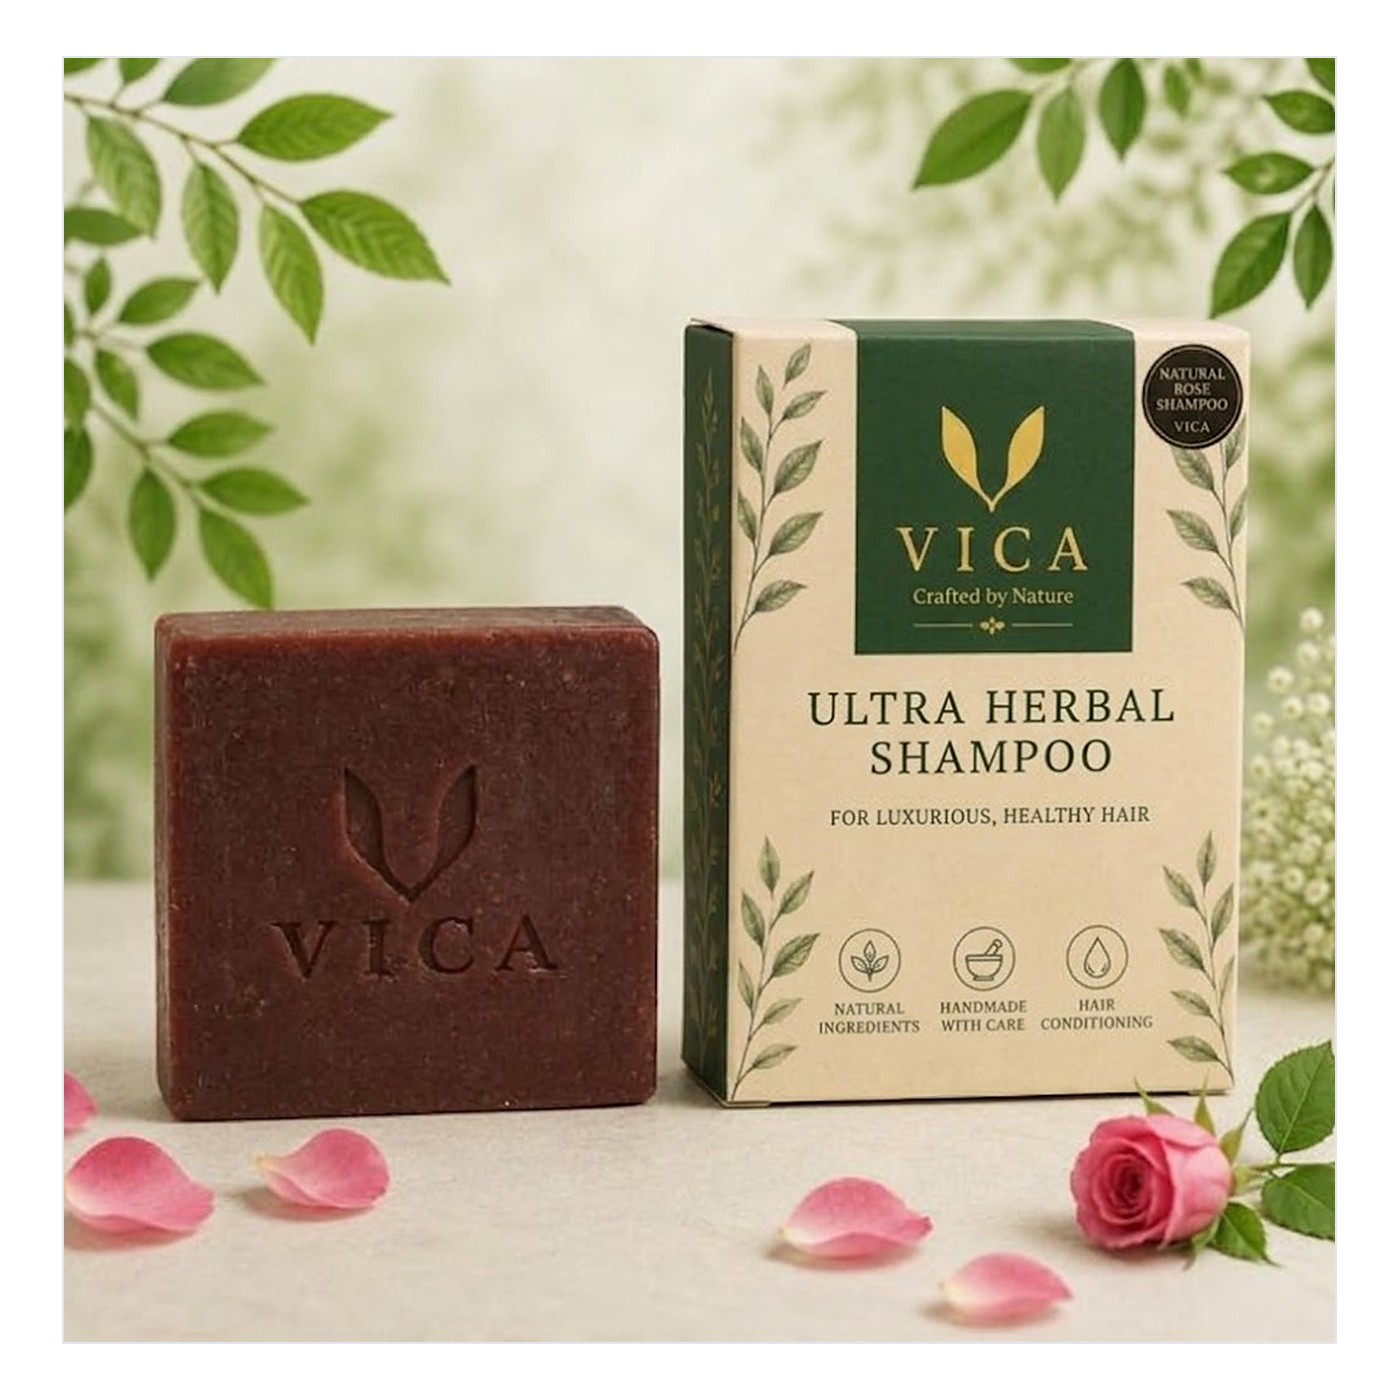 VICA
VICA
Crafted by Nature
NATURAL
ROSE
SHAMPOO
VICA
ULTRA HERBAL
SHAMPOO
FOR LUXURIOUS, HEALTHY HAIR
NATURAL
INGREDIENTS
HANDMADE
WITH CARE
HAIR
CONDITIONING